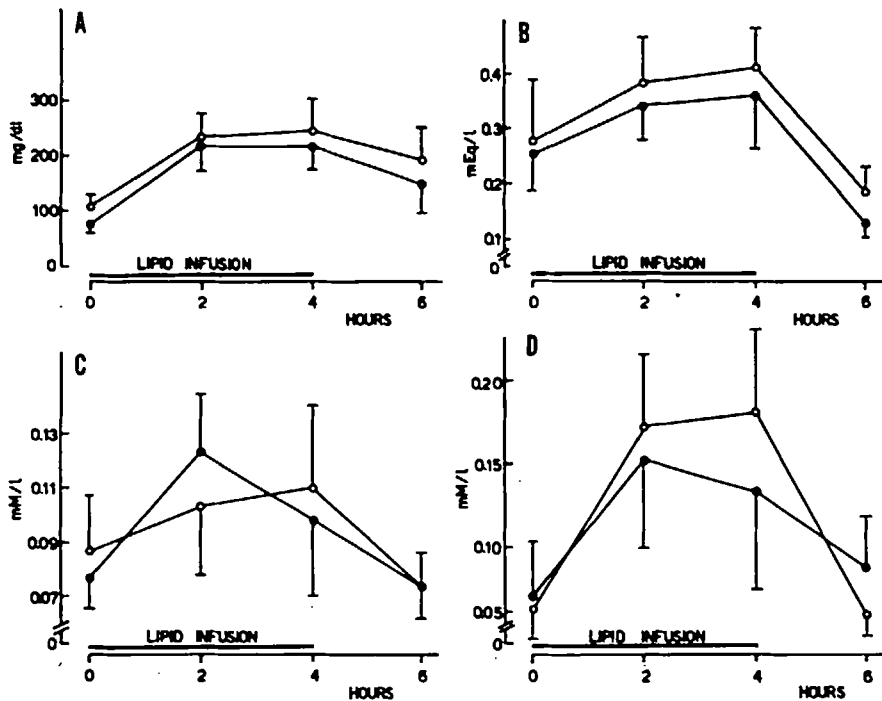 A
mg/dl
300
200
100
0
LIPID INFUSION
0 2 4 6
HOURS
B
mEq/l
0.4
0.3
0.2
0.1
0
LIPID INFUSION
0 2 4 6
HOURS
C
mM/l
0.13
0.11
0.09
0.07
0
LIPID INFUSION
0 2 4 6
HOURS
D
mM/l
0.20
0.15
0.10
0.05
0
LIPID INFUSION
0 2 4 6
HOURS